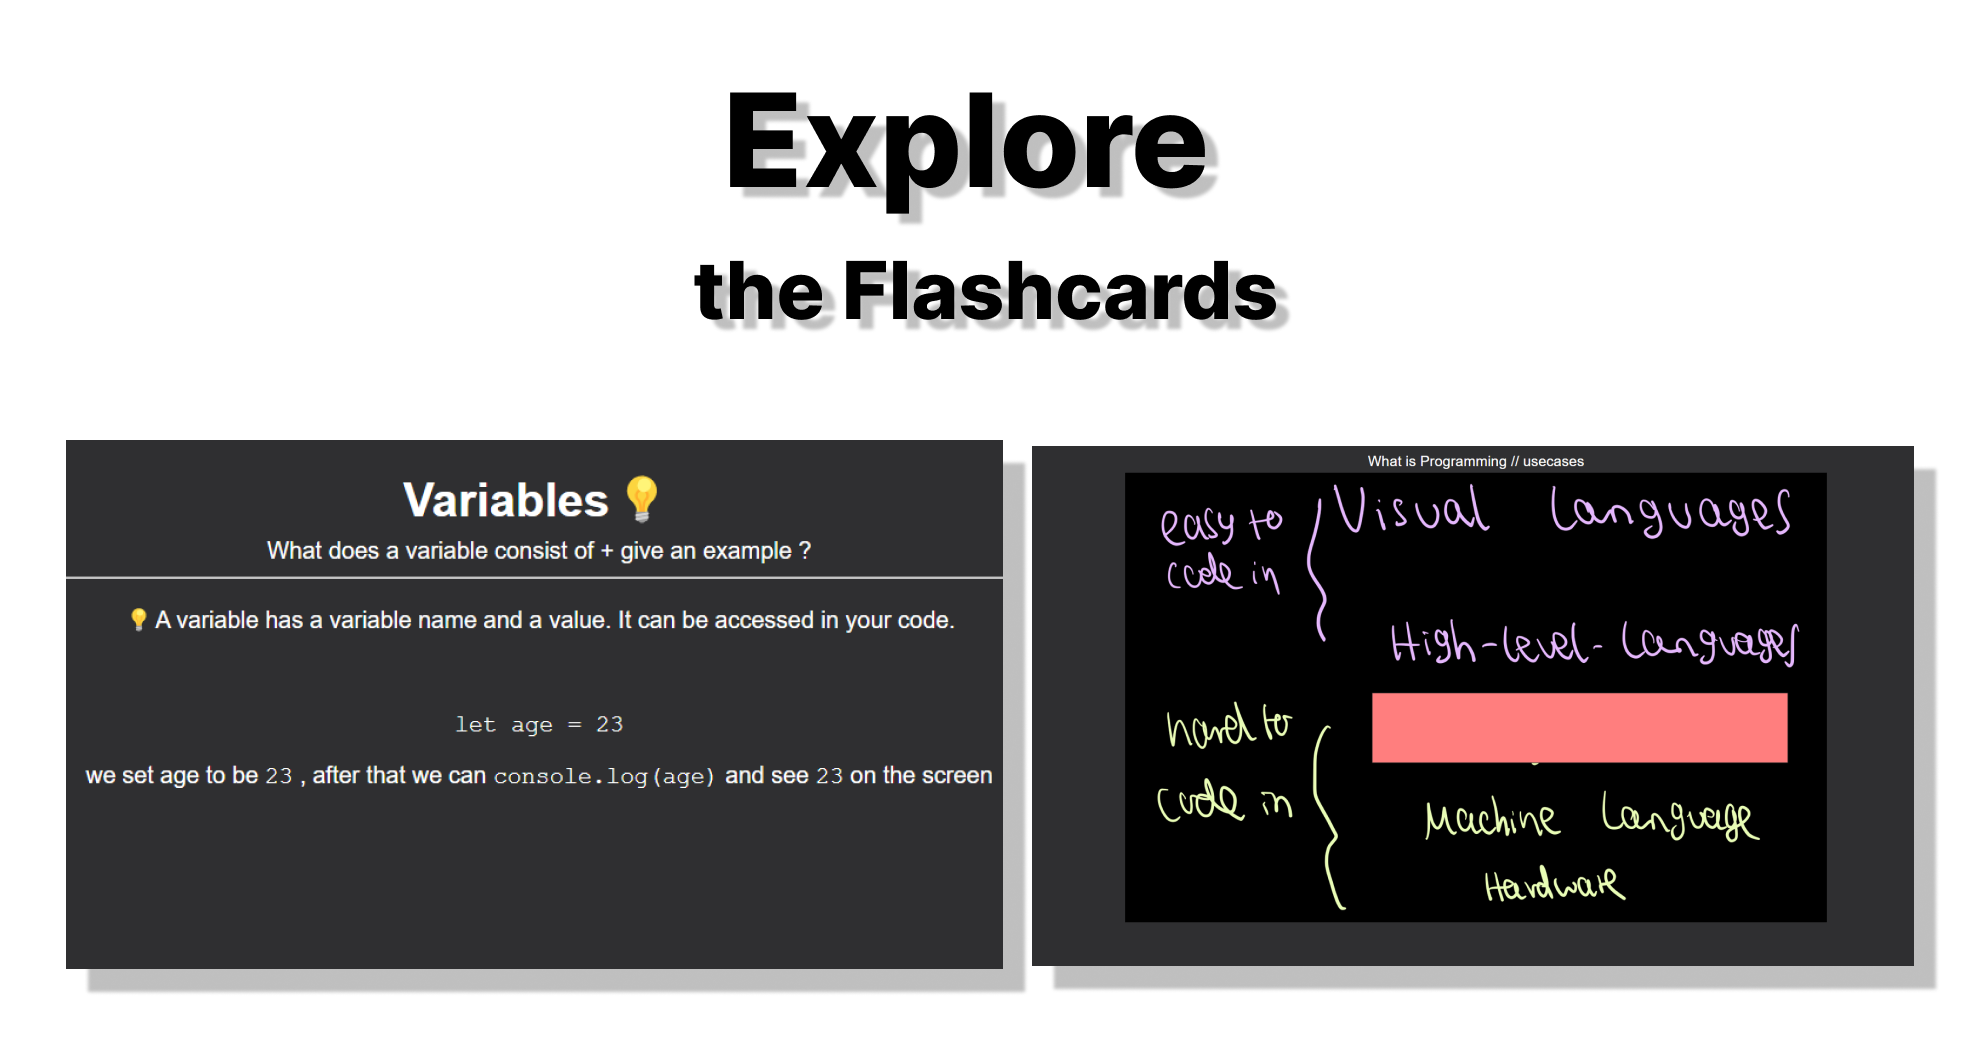 Explore
the Flashcards
Variables 💡
What does a variable consist of + give an example ?
💡 A variable has a variable name and a value. It can be accessed in your code.
let age = 23
we set age to be 23 , after that we can console.log(age) and see 23 on the screen
What is Programming // usecases
easy to
code in
Visual Languages
High-level-Languages
hard to
code in
Machine Language
Hardware